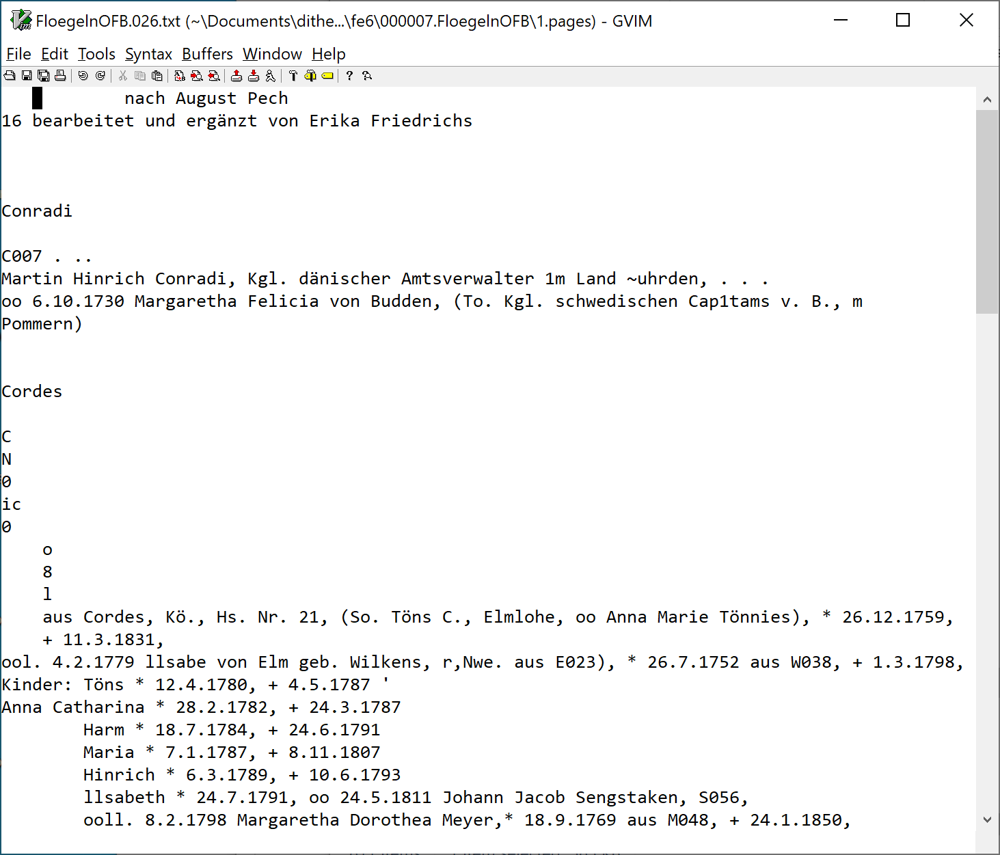 FloegelnOFB.026.txt (~\Documents\dithe...\fe6\000007.FloegelnOFB\1.pages) - GVIM
File Edit Tools Syntax Buffers Window Help
nach August Pech
16 bearbeitet und ergänzt von Erika Friedrichs
Conradi
C007 . ..
Martin Hinrich Conradi, Kgl. dänischer Amtsverwalter 1m Land ~uhrden, . . .
oo 6.10.1730 Margaretha Felicia von Budden, (To. Kgl. schwedischen Cap1tams v. B., m
Pommern)
Cordes
C
N
0
ic
0
o
8
l
aus Cordes, Kö., Hs. Nr. 21, (So. Töns C., Elmlohe, oo Anna Marie Tönnies), * 26.12.1759,
+ 11.3.1831,
ool. 4.2.1779 llsabe von Elm geb. Wilkens, r,Nwe. aus E023), * 26.7.1752 aus W038, + 1.3.1798,
Kinder: Töns * 12.4.1780, + 4.5.1787 '
Anna Catharina * 28.2.1782, + 24.3.1787
Harm * 18.7.1784, + 24.6.1791
Maria * 7.1.1787, + 8.11.1807
Hinrich * 6.3.1789, + 10.6.1793
llsabeth * 24.7.1791, oo 24.5.1811 Johann Jacob Sengstaken, S056,
ooll. 8.2.1798 Margaretha Dorothea Meyer,* 18.9.1769 aus M048, + 24.1.1850,